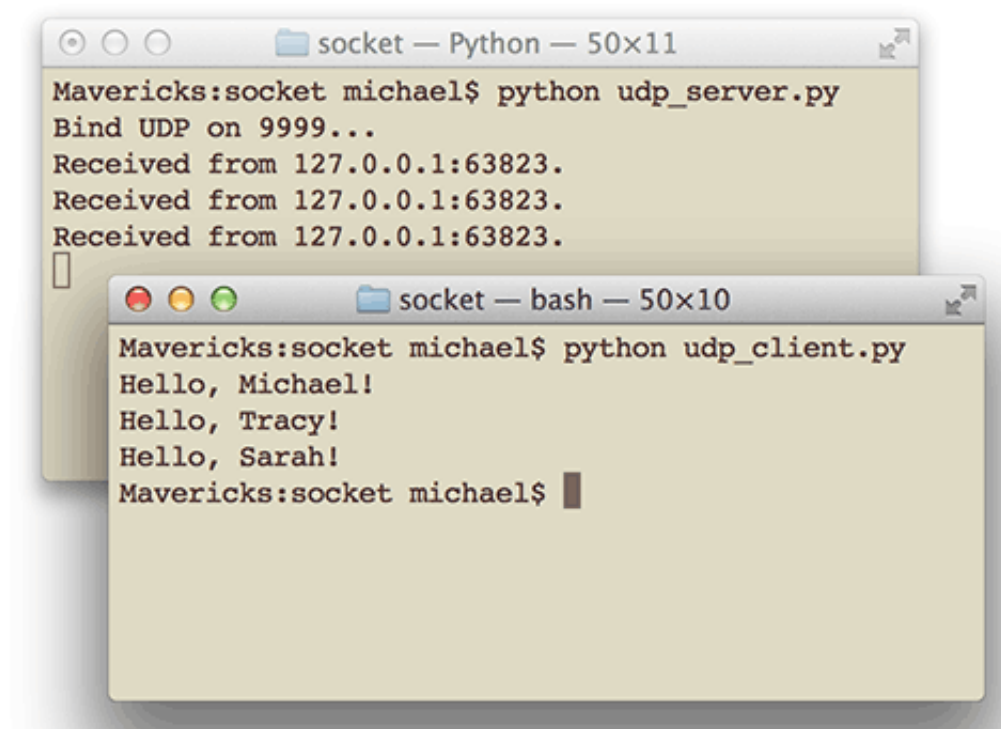 socket — Python — 50×11
Mavericks:socket michael$ python udp_server.py
Bind UDP on 9999...
Received from 127.0.0.1:63823.
Received from 127.0.0.1:63823.
Received from 127.0.0.1:63823.
socket — bash — 50×10
Mavericks:socket michael$ python udp_client.py
Hello, Michael!
Hello, Tracy!
Hello, Sarah!
Mavericks:socket michael$